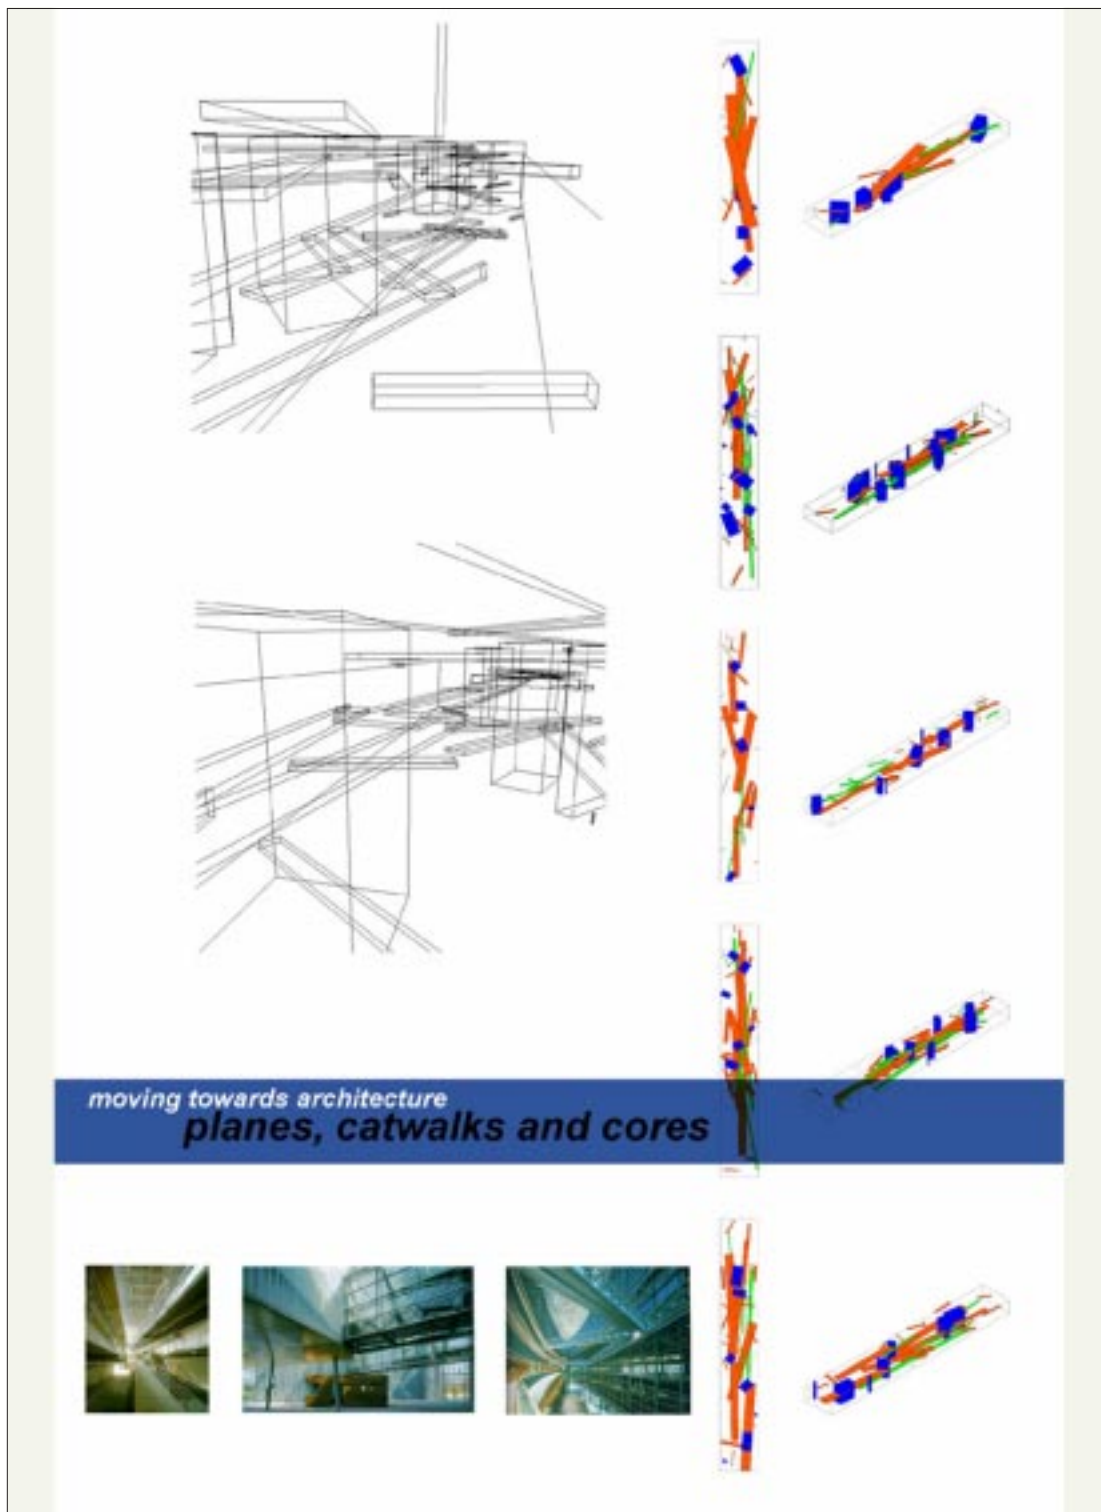 moving towards architecture
planes, catwalks and cores